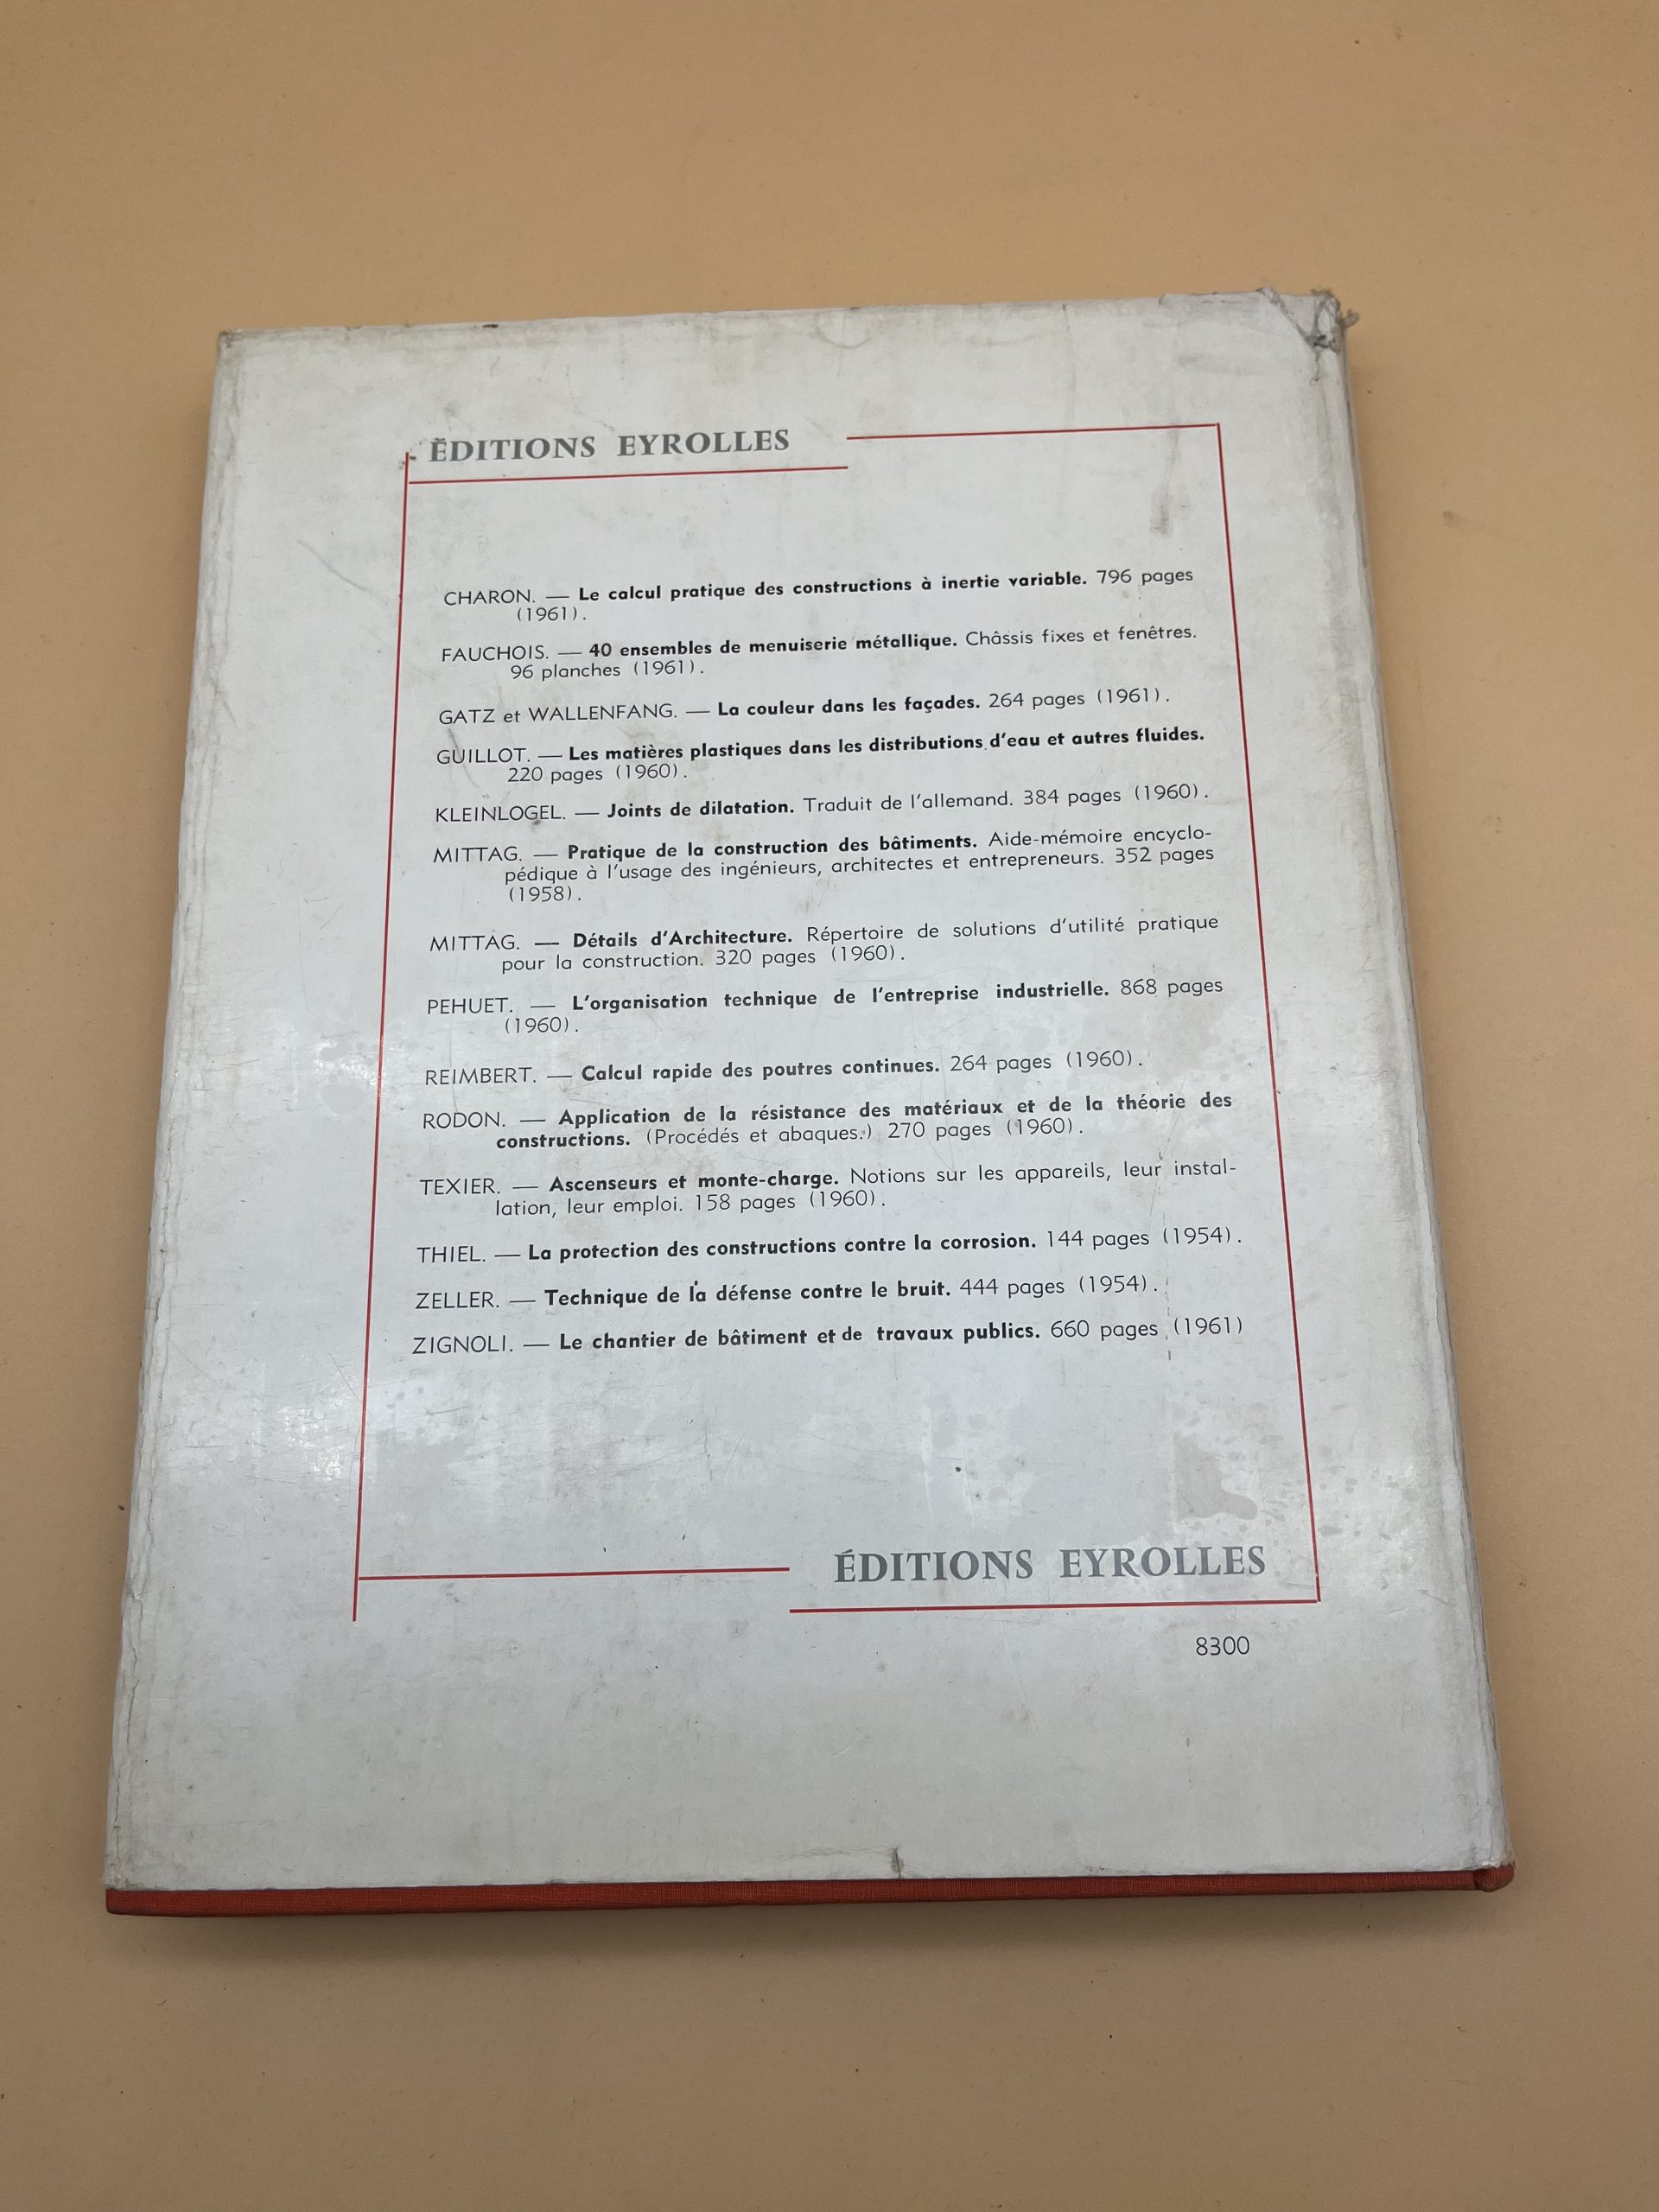 ÉDITIONS EYROLLES
CHARON. — Le calcul pratique des constructions à inertie variable. 796 pages
(1961).
FAUCHOIS. — 40 ensembles de menuiserie métallique. Châssis fixes et fenêtres.
96 planches (1961).
GATZ et WALLENFANG. — La couleur dans les façades. 264 pages (1961).
GUILLOT. — Les matières plastiques dans les distributions d'eau et autres fluides.
220 pages (1960).
KLEINLOGEL. — Joints de dilatation. Traduit de l'allemand. 384 pages (1960).
MITTAG. — Pratique de la construction des bâtiments. Aide-mémoire encyclo-
pédique à l'usage des ingénieurs, architectes et entrepreneurs. 352 pages
(1958).
MITTAG. — Détails d'Architecture. Répertoire de solutions d'utilité pratique
pour la construction. 320 pages (1960).
PEHUET. — L'organisation technique de l'entreprise industrielle. 868 pages
(1960).
REIMBERT. — Calcul rapide des poutres continues. 264 pages (1960).
RODON. — Application de la résistance des matériaux et de la théorie des
constructions. (Procédés et abaques.) 270 pages (1960).
TEXIER. — Ascenseurs et monte-charge. Notions sur les appareils, leur instal-
lation, leur emploi. 158 pages (1960).
THIEL. — La protection des constructions contre la corrosion. 144 pages (1954).
ZELLER. — Technique de la défense contre le bruit. 444 pages (1954).
ZIGNOLI. — Le chantier de bâtiment et de travaux publics. 660 pages (1961)
ÉDITIONS EYROLLES
8300